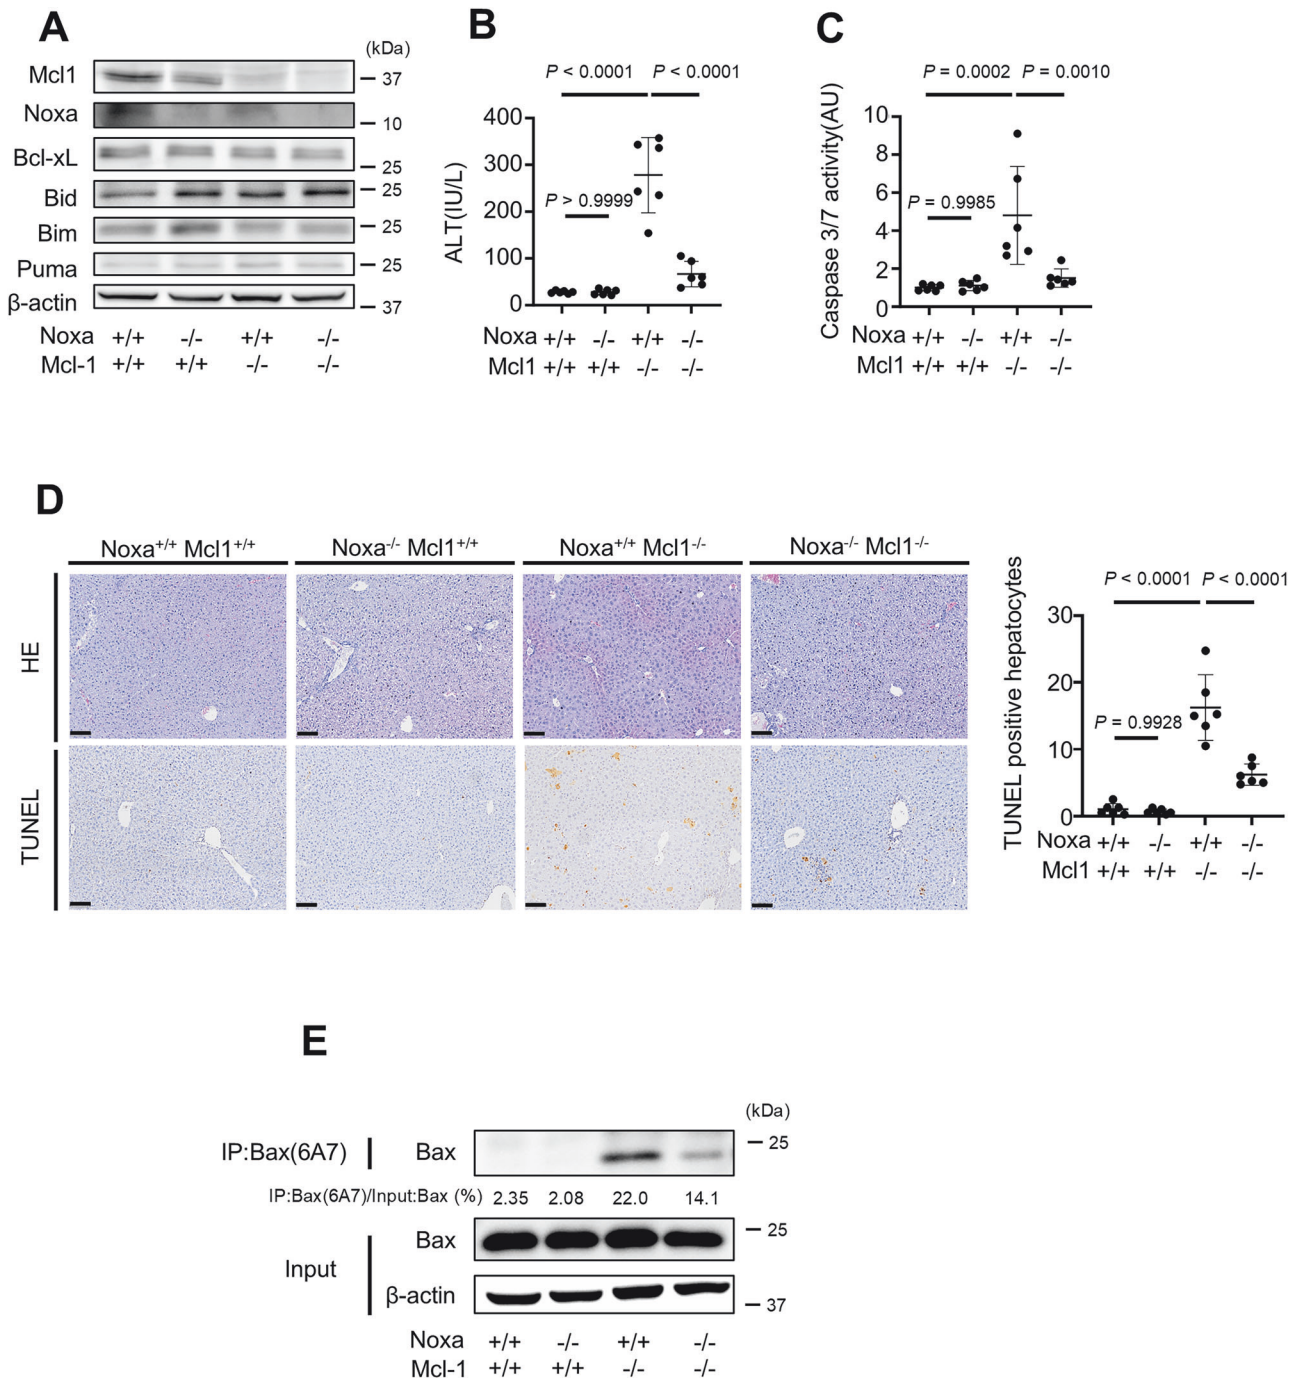 A
(kDa)
Mcl1
37
Noxa
10
Bcl-xL
25
Bid
25
Bim
25
Puma
25
β-actin
37
Noxa +/+ -/- +/+ -/-
Mcl-1 +/+ +/+ -/- -/-
B
P < 0.0001 P < 0.0001
P > 0.9999
ALT(IU/L)
400
300
200
100
0
Noxa +/+ -/- +/+ -/-
Mcl1 +/+ +/+ -/- -/-
C
P = 0.0002 P = 0.0010
P = 0.9985
Caspase 3/7 activity(AU)
10
8
6
4
2
0
Noxa +/+ -/- +/+ -/-
Mcl1 +/+ +/+ -/- -/-
D
Noxa+/+ Mcl1+/+ Noxa-/- Mcl1+/+ Noxa+/+ Mcl1-/- Noxa-/- Mcl1-/-
HE
TUNEL
P < 0.0001 P < 0.0001
P = 0.9928
TUNEL positive hepatocytes
30
20
10
0
Noxa +/+ -/- +/+ -/-
Mcl1 +/+ +/+ -/- -/-
E
(kDa)
IP:Bax(6A7) Bax 25
IP:Bax(6A7)/Input:Bax (%) 2.35 2.08 22.0 14.1
Input
Bax 25
β-actin 37
Noxa +/+ -/- +/+ -/-
Mcl-1 +/+ +/+ -/- -/-